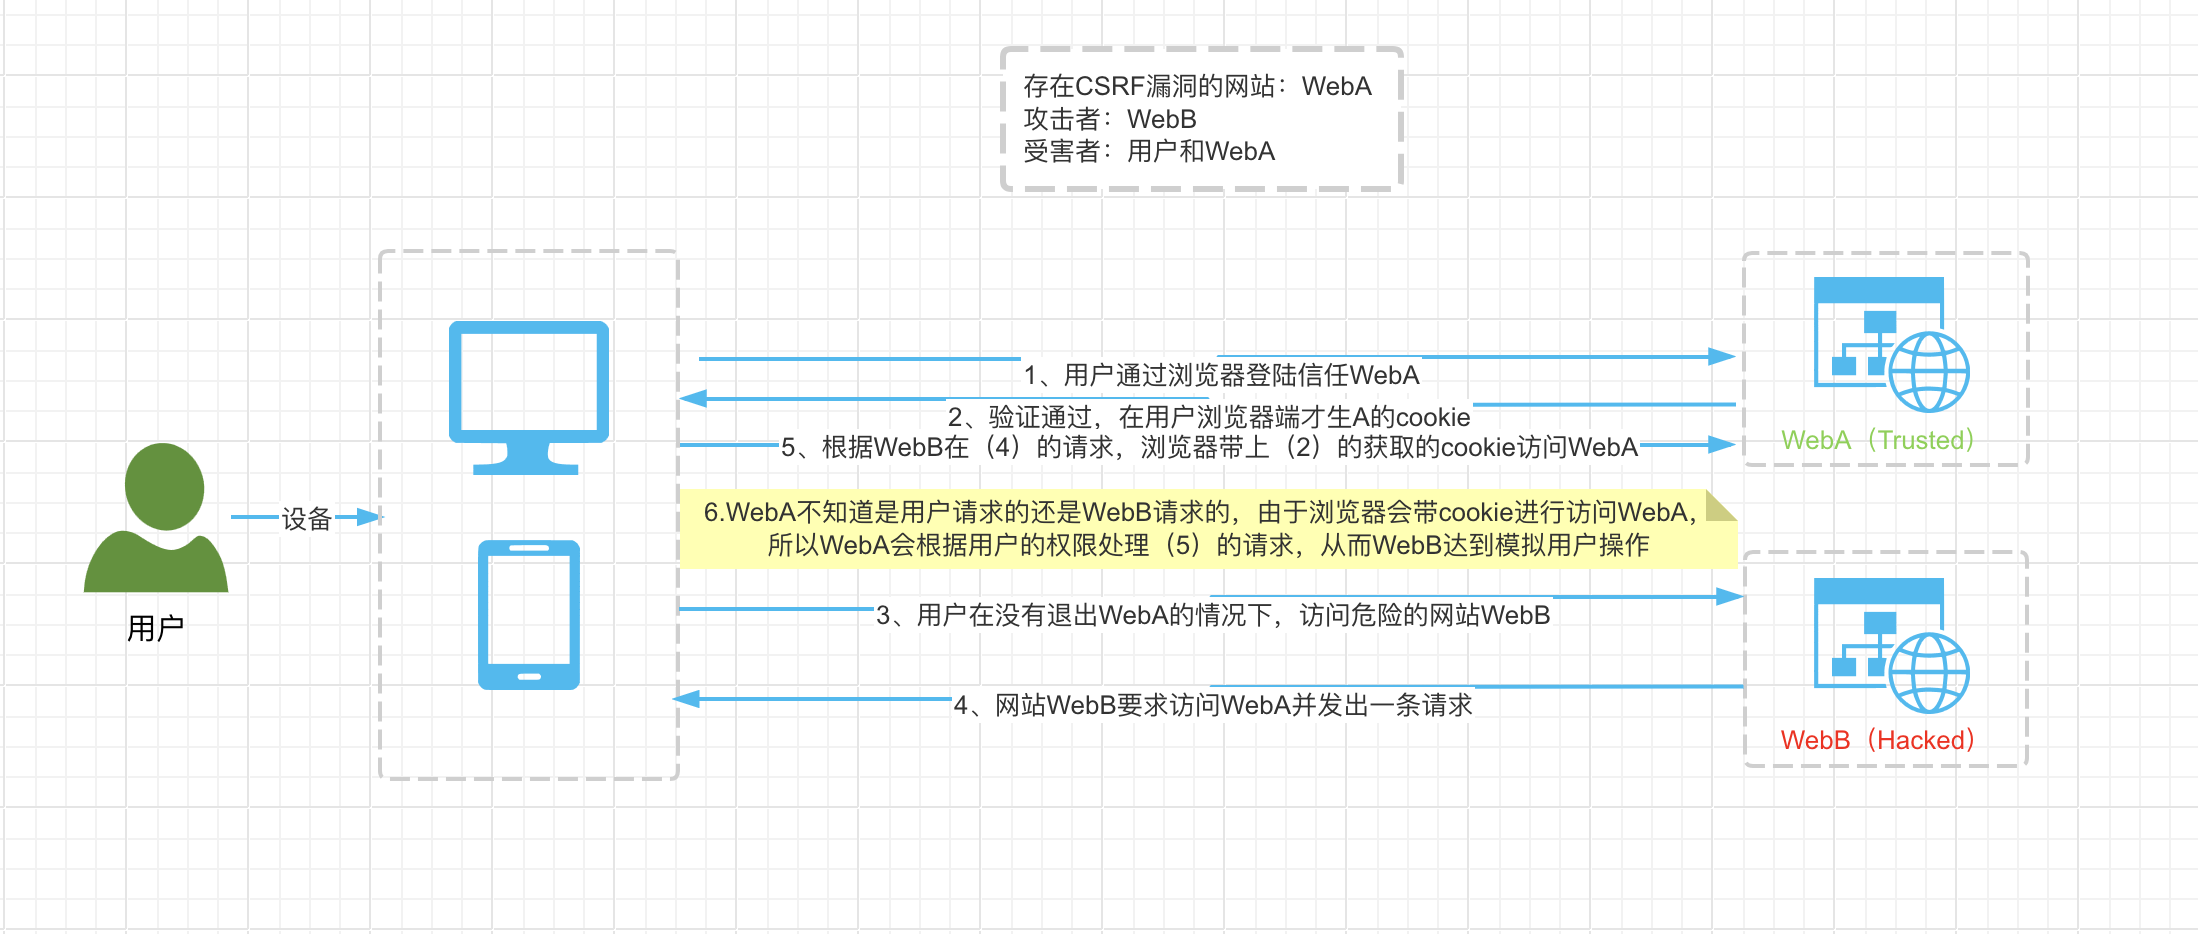 存在CSRF漏洞的网站：WebA
攻击者：WebB
受害者：用户和WebA
1、用户通过浏览器登陆信任WebA
2、验证通过，在用户浏览器端才生A的cookie
5、根据WebB在（4）的请求，浏览器带上（2）的获取的cookie访问WebA
WebA（Trusted）
设备
6.WebA不知道是用户请求的还是WebB请求的，由于浏览器会带cookie进行访问WebA，
所以WebA会根据用户的权限处理（5）的请求，从而WebB达到模拟用户操作
用户
3、用户在没有退出WebA的情况下，访问危险的网站WebB
4、网站WebB要求访问WebA并发出一条请求
WebB（Hacked）